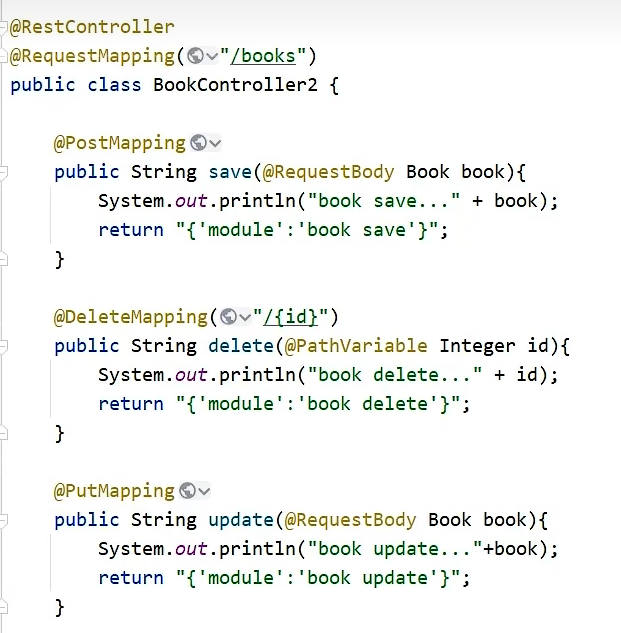 @RestController
@RequestMapping("/books")
public class BookController2 {
@PostMapping
public String save(@RequestBody Book book){
System.out.println("book save..." + book);
return "{'module':'book save'}";
}
@DeleteMapping("/{id}")
public String delete(@PathVariable Integer id){
System.out.println("book delete..." + id);
return "{'module':'book delete'}";
}
@PutMapping
public String update(@RequestBody Book book){
System.out.println("book update..."+book);
return "{'module':'book update'}";
}